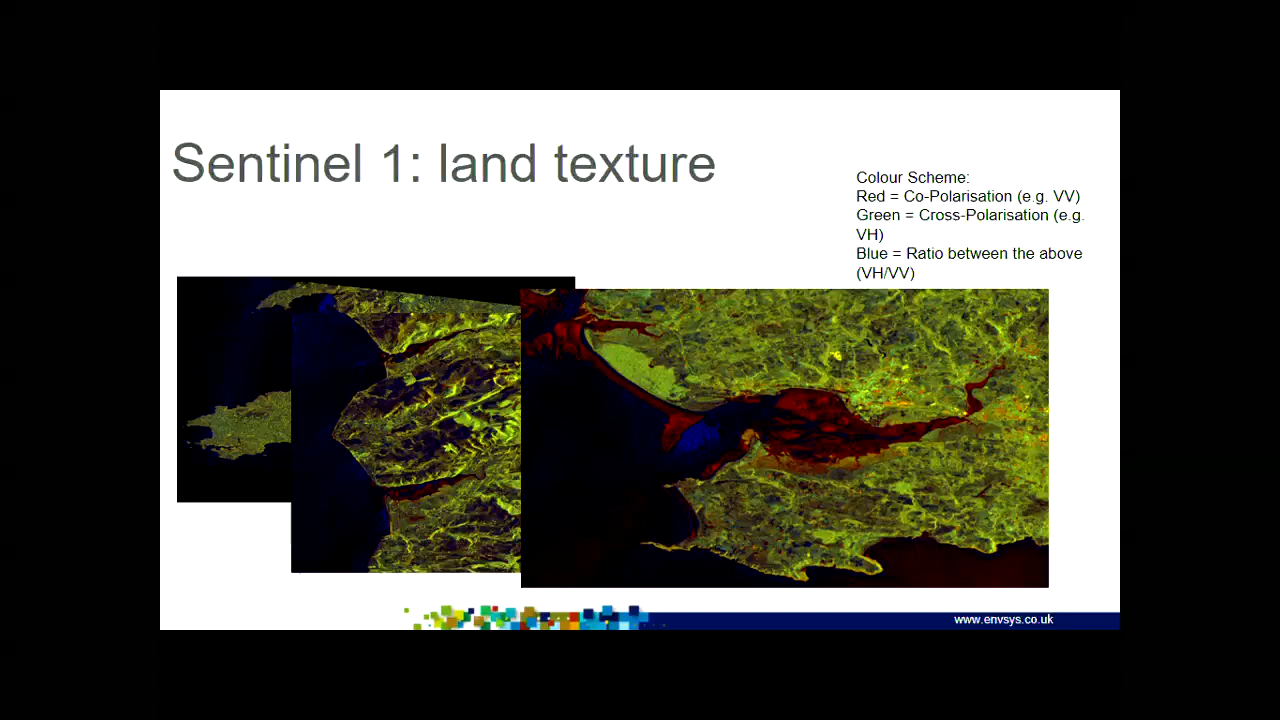 Sentinel 1: land texture
Colour Scheme:
Red = Co-Polarisation (e.g. VV)
Green = Cross-Polarisation (e.g.
VH)
Blue = Ratio between the above
(VH/VV)
www.envsys.co.uk